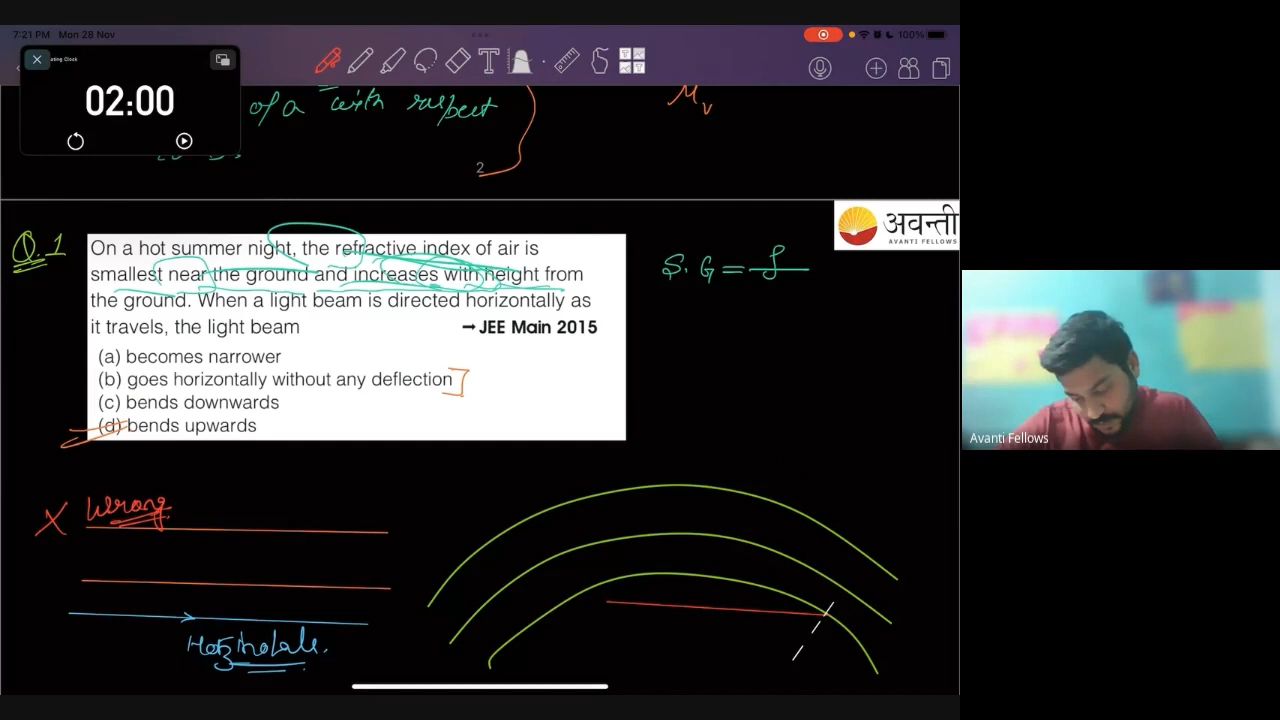 7:21 PM Mon 28 Nov
100%
ating Clock
02:00
of a with respect
2
μv
अवन्ती
AVANTI FELLOWS
Q.1
On a hot summer night, the refractive index of air is
smallest near the ground and increases with height from
the ground. When a light beam is directed horizontally as
it travels, the light beam → JEE Main 2015
(a) becomes narrower
(b) goes horizontally without any deflection
(c) bends downwards
(d) bends upwards
S. G = ρ
X Wrong.
Avanti Fellows